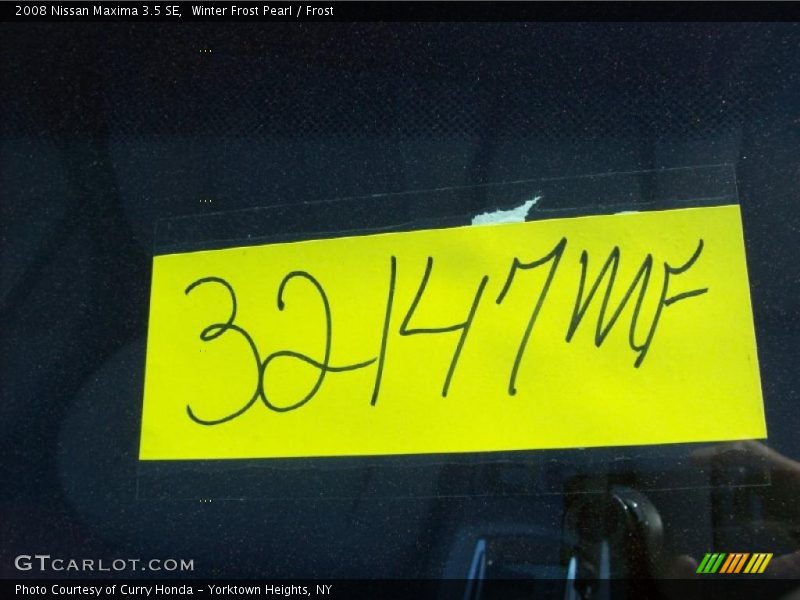 2008 Nissan Maxima 3.5 SE,  Winter Frost Pearl / Frost
32147MF
GTCARLOT.COM
Photo Courtesy of Curry Honda - Yorktown Heights, NY